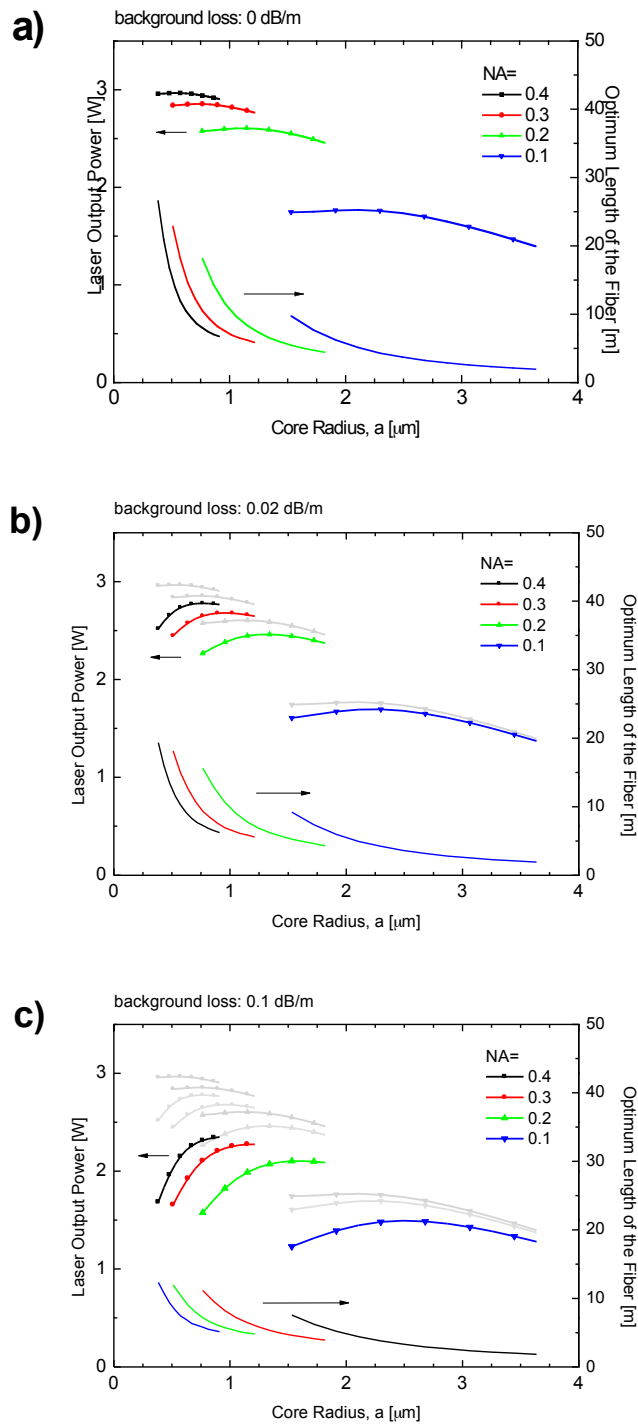 a)
background loss: 0 dB/m
Laser Output Power [W]
0
1
2
3
NA=
0.4
0.3
0.2
0.1
0
10
20
30
40
50
Optimum Length
of the Fiber [m]
0
1
2
3
4
Core Radius, a [μm]
b)
background loss: 0.02 dB/m
Laser Output Power [W]
0
1
2
3
NA=
0.4
0.3
0.2
0.1
0
10
20
30
40
50
Optimum Length
of the Fiber [m]
0
1
2
3
4
Core Radius, a [μm]
c)
background loss: 0.1 dB/m
Laser Output Power [W]
0
1
2
3
NA=
0.4
0.3
0.2
0.1
0
10
20
30
40
50
Optimum Length
of the Fiber [m]
0
1
2
3
4
Core Radius, a [μm]